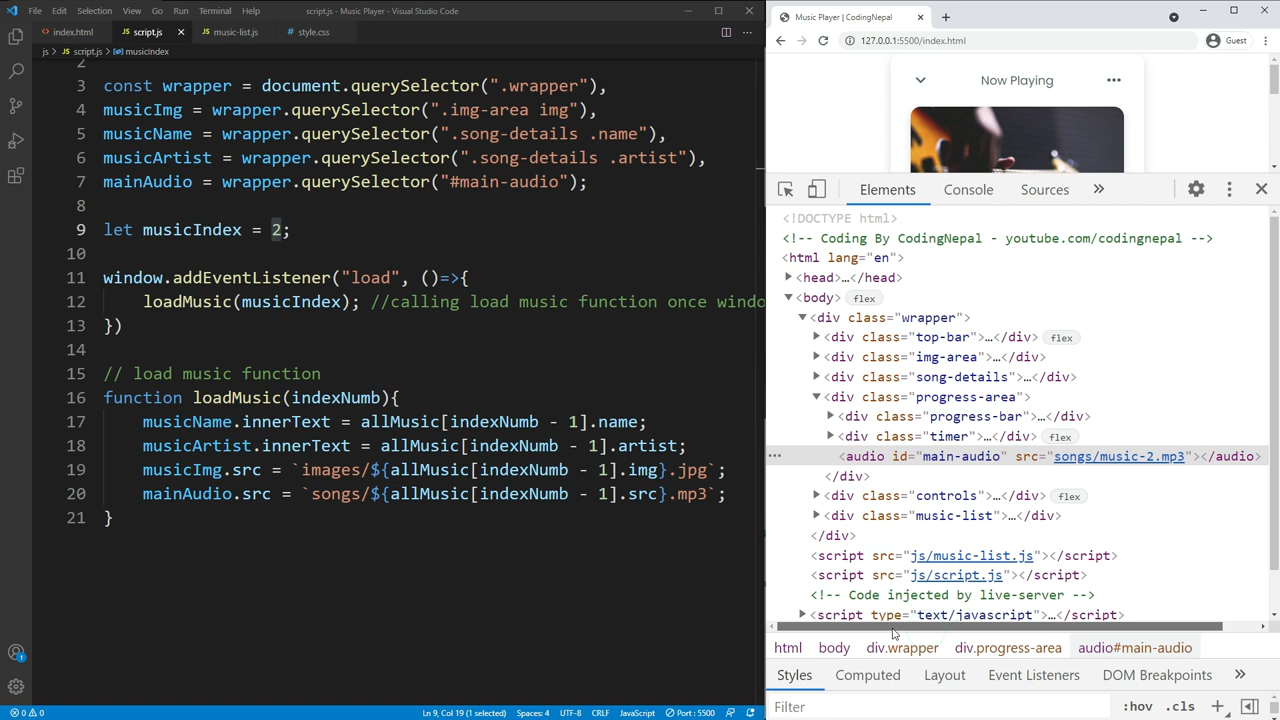 File Edit Selection View Go Run Terminal Help script.js - Music Player - Visual Studio Code
index.html script.js music-list.js style.css
js > script.js > musicIndex
2
3 const wrapper = document.querySelector(".wrapper"),
4 musicImg = wrapper.querySelector(".img-area img"),
5 musicName = wrapper.querySelector(".song-details .name"),
6 musicArtist = wrapper.querySelector(".song-details .artist"),
7 mainAudio = wrapper.querySelector("#main-audio");
8
9 let musicIndex = 2;
10
11 window.addEventListener("load", ()=>{
12 loadMusic(musicIndex); //calling load music function once windo
13 })
14
15 // load music function
16 function loadMusic(indexNumb){
17 musicName.innerText = allMusic[indexNumb - 1].name;
18 musicArtist.innerText = allMusic[indexNumb - 1].artist;
19 musicImg.src = `images/${allMusic[indexNumb - 1].img}.jpg`;
20 mainAudio.src = `songs/${allMusic[indexNumb - 1].src}.mp3`;
21 }
1
0 0 Ln 9, Col 19 (1 selected) Spaces: 4 UTF-8 CRLF JavaScript Port : 5500
Music Player | CodingNepal
127.0.0.1:5500/index.html Guest
Now Playing
Elements Console Sources
<!DOCTYPE html>
<!-- Coding By CodingNepal - youtube.com/codingnepal -->
<html lang="en">
<head>…</head>
<body> flex
<div class="wrapper">
<div class="top-bar">…</div> flex
<div class="img-area">…</div>
<div class="song-details">…</div>
<div class="progress-area">
<div class="progress-bar">…</div>
<div class="timer">…</div> flex
<audio id="main-audio" src="songs/music-2.mp3"></audio>
</div>
<div class="controls">…</div> flex
<div class="music-list">…</div>
</div>
<script src="js/music-list.js"></script>
<script src="js/script.js"></script>
<!-- Code injected by live-server -->
<script type="text/javascript">…</script>
html body div.wrapper div.progress-area audio#main-audio
Styles Computed Layout Event Listeners DOM Breakpoints
Filter :hov .cls